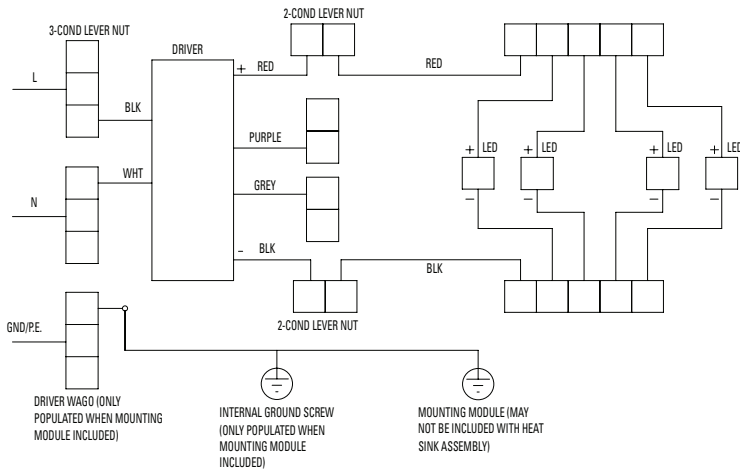 2-COND LEVER NUT
3-COND LEVER NUT
DRIVER
+ RED
RED
L
BLK
PURPLE
+ LED
+ LED
+ LED
+ LED
WHT
GREY
-
-
-
-
N
- BLK
BLK
2-COND LEVER NUT
GND/P.E.
DRIVER WAGO (ONLY
POPULATED WHEN MOUNTING
MODULE INCLUDED)
INTERNAL GROUND SCREW
(ONLY POPULATED WHEN
MOUNTING MODULE
INCLUDED)
MOUNTING MODULE (MAY
NOT BE INCLUDED WITH HEAT
SINK ASSEMBLY)